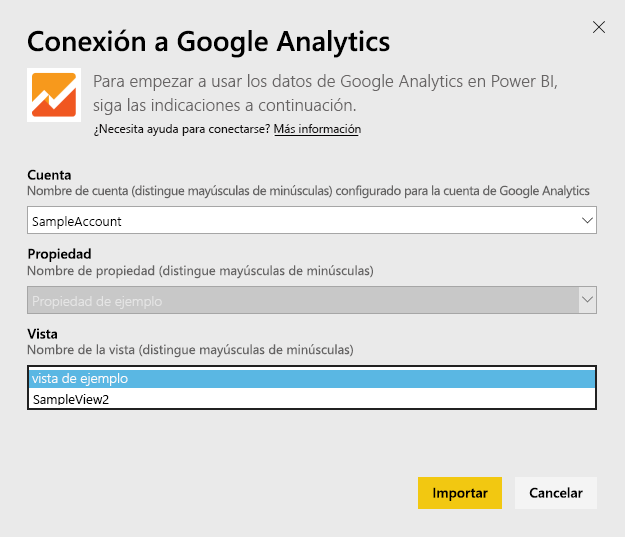 Conexión a Google Analytics
Para empezar a usar los datos de Google Analytics en Power BI,
siga las indicaciones a continuación.
¿Necesita ayuda para conectarse? Más información
Cuenta
Nombre de cuenta (distingue mayúsculas de minúsculas) configurado para la cuenta de Google Analytics
SampleAccount
Propiedad
Nombre de propiedad (distingue mayúsculas de minúsculas)
Propiedad de ejemplo
Vista
Nombre de la vista (distingue mayúsculas de minúsculas)
vista de ejemplo
SampleView2
Importar Cancelar